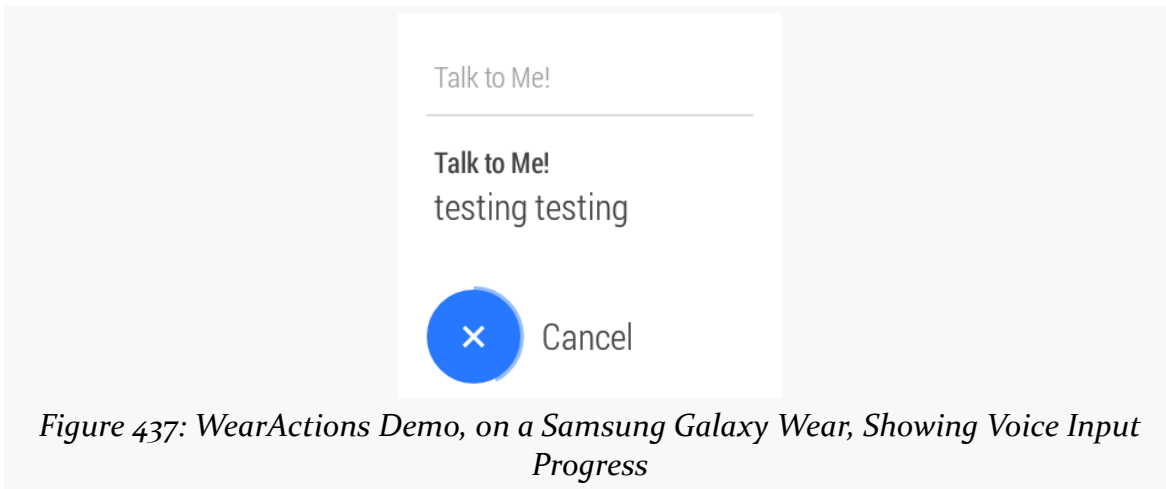 Talk to Me!
Talk to Me!
testing testing
Cancel
Figure 437: WearActions Demo, on a Samsung Galaxy Wear, Showing Voice Input
Progress